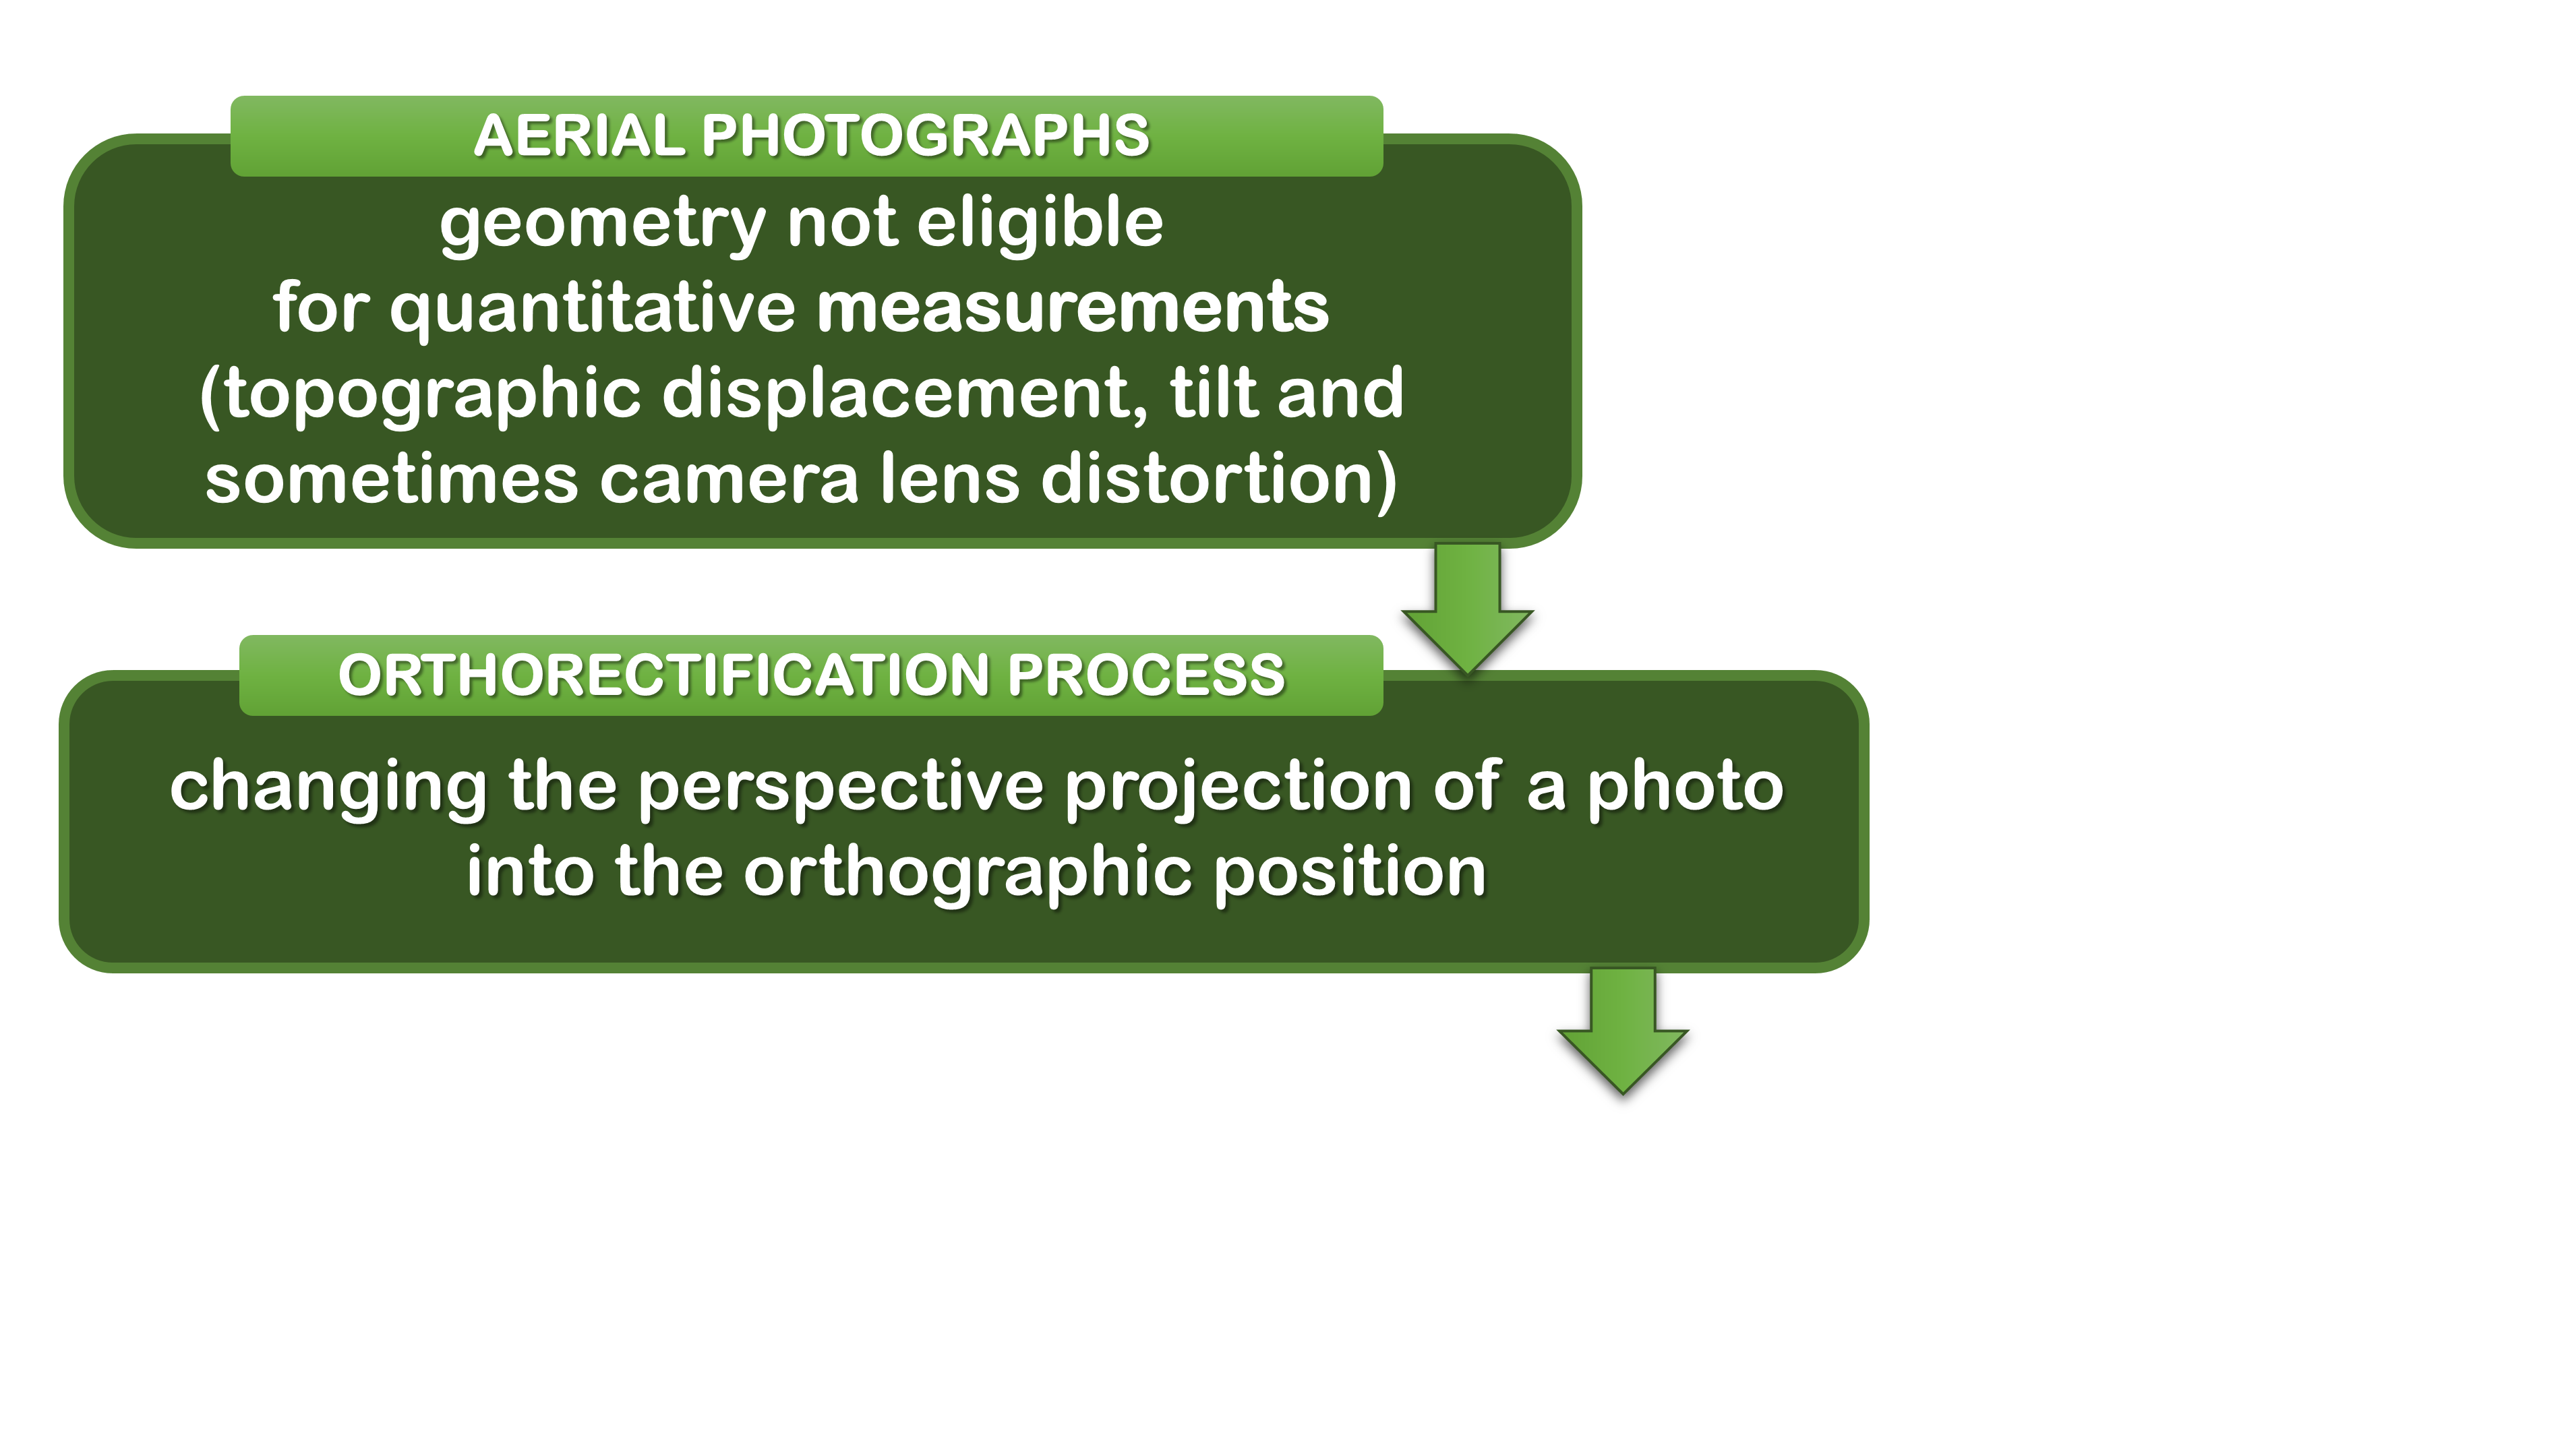 AERIAL PHOTOGRAPHS
geometry not eligible
for quantitative measurements
(topographic displacement, tilt and
sometimes camera lens distortion)
ORTHORECTIFICATION PROCESS
changing the perspective projection of a photo
into the orthographic position